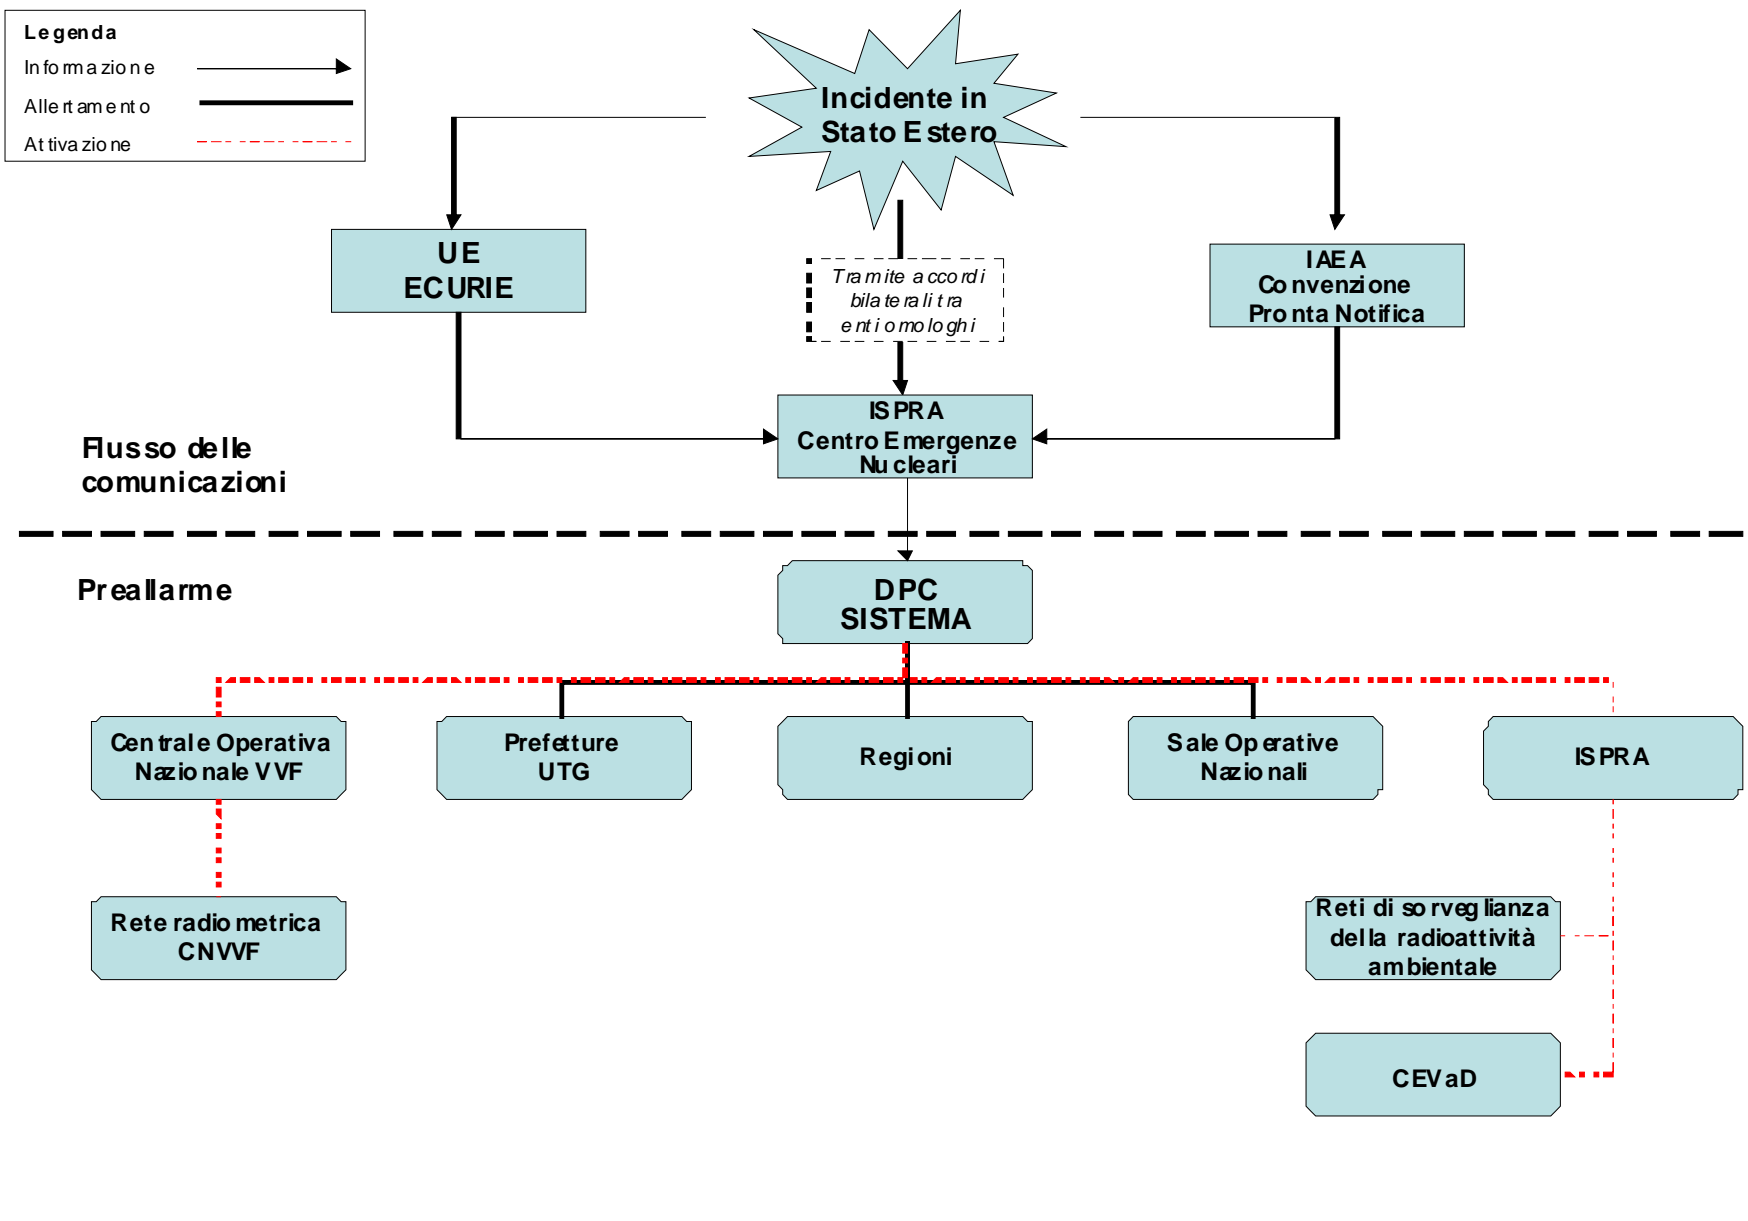 Legenda
Informazione
Allertamento
Attivazione
Incidente in
Stato Estero
UE
ECURIE
Tramite accordi
bilaterali tra
enti omologhi
IAEA
Convenzione
Pronta Notifica
ISPRA
Centro Emergenze
Nucleari
Flusso delle
comunicazioni
Preallarme
DPC
SISTEMA
Centrale Operativa
Nazionale VVF
Prefetture
UTG
Regioni
Sale Operative
Nazionali
ISPRA
Rete radiometrica
CNVVF
Reti di sorveglianza
della radioattività
ambientale
CEVaD